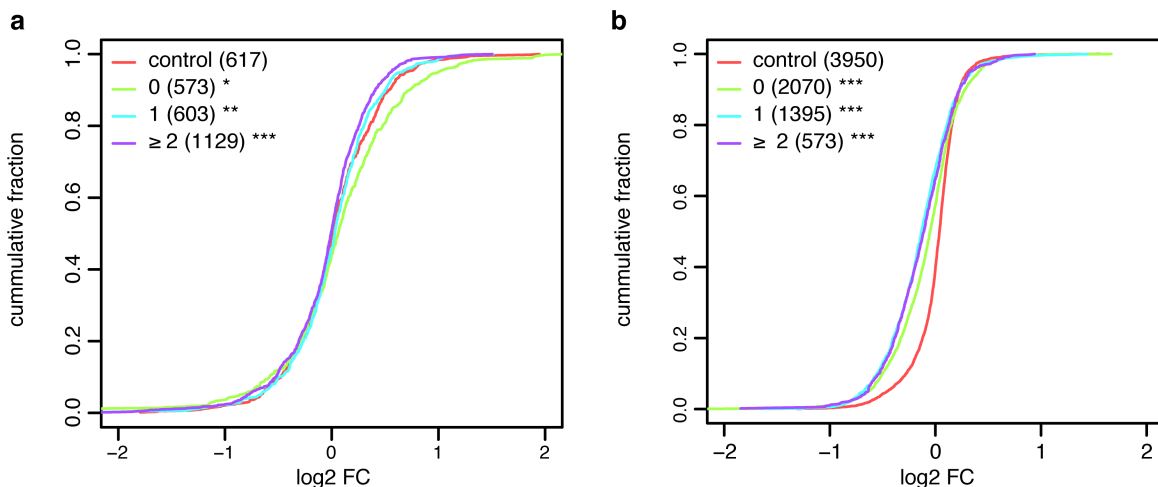 a
control (617)
0 (573) *
1 (603) **
≥ 2 (1129) ***
cummulative fraction
0.0
0.2
0.4
0.6
0.8
1.0
−2
−1
0
1
2
log2 FC
b
control (3950)
0 (2070) ***
1 (1395) ***
≥ 2 (573) ***
cummulative fraction
0.0
0.2
0.4
0.6
0.8
1.0
−2
−1
0
1
2
log2 FC